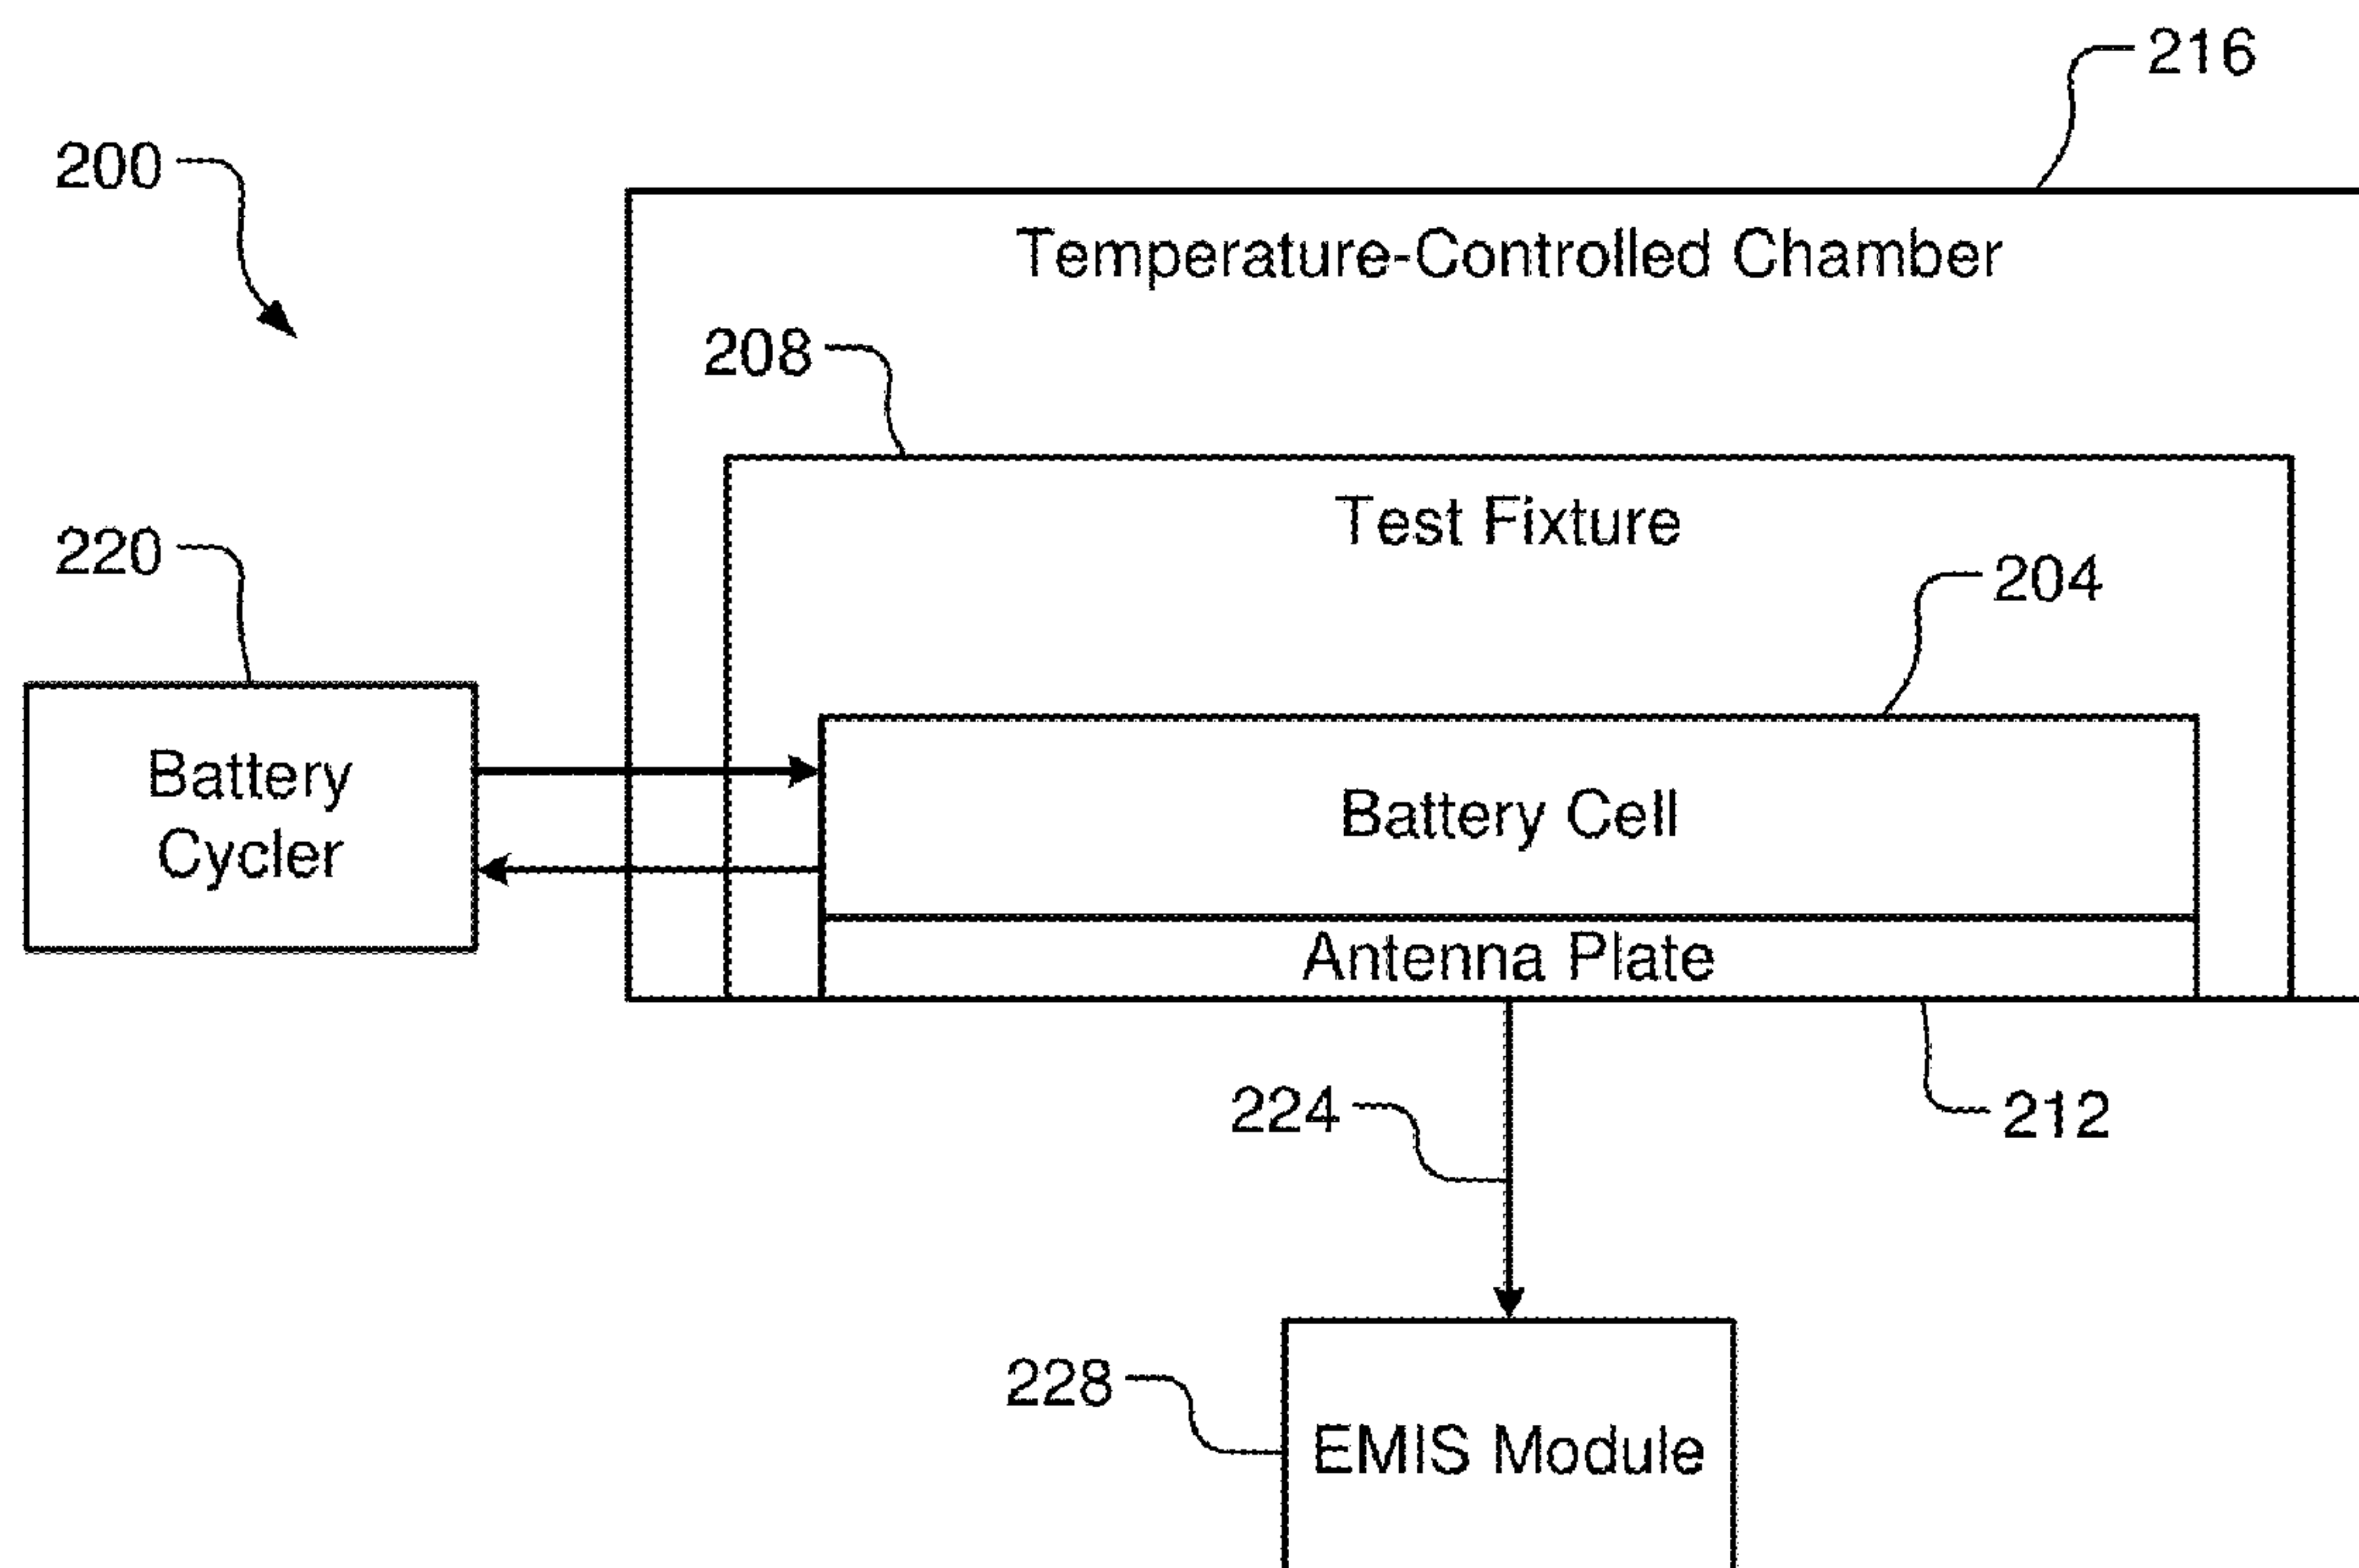 216
200
Temperature-Controlled Chamber
208
Test Fixture
220
204
Battery
Cycler
Battery Cell
Antenna Plate
224
212
228
EMIS Module